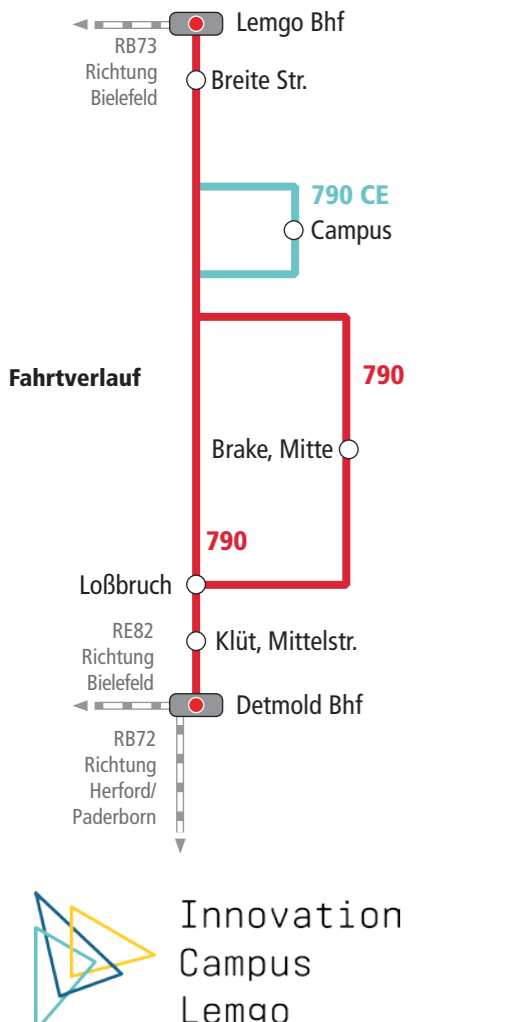 Lemgo Bhf
RB73
Richtung
Bielefeld
Breite Str.
790 CE
Campus
Fahrtverlauf
790
Brake, Mitte
790
Loßbruch
RE82
Richtung
Bielefeld
Klüt, Mittelstr.
Detmold Bhf
RB72
Richtung
Herford/
Paderborn
Innovation
Campus
Lemgo